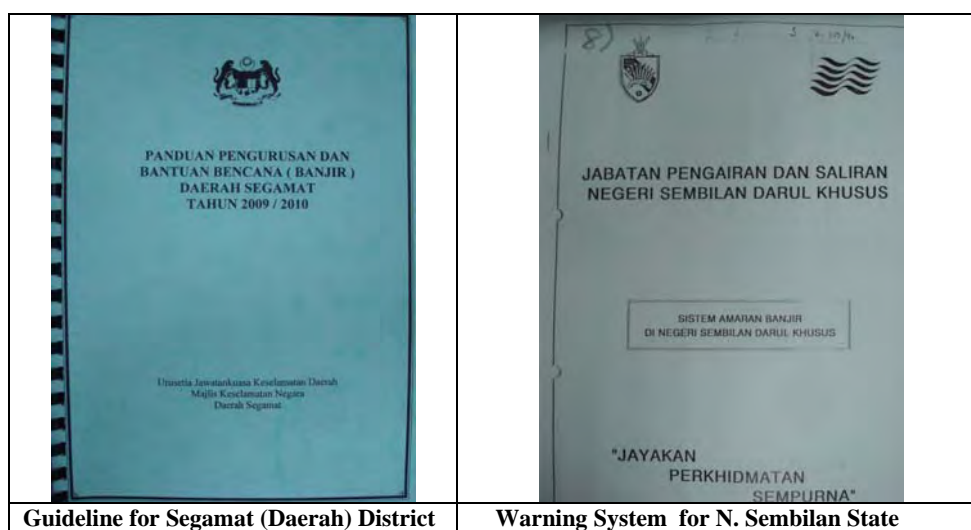 PANDUAN PENGURUSAN DAN
BANTUAN BENCANA ( BANJIR )
DAERAH SEGAMAT
TAHUN 2009 / 2010
Urusetia Jawatankuasa Keselamatan Daerah
Majlis Keselamatan Negara
Daerah Segamat
Guideline for Segamat (Daerah) District
8)
JABATAN PENGAIRAN DAN SALIRAN
NEGERI SEMBILAN DARUL KHUSUS
SISTEM AMARAN BANJIR
DI NEGERI SEMBILAN DARUL KHUSUS
"JAYAKAN
PERKHIDMATAN
SEMPURNA"
Warning System for N. Sembilan State